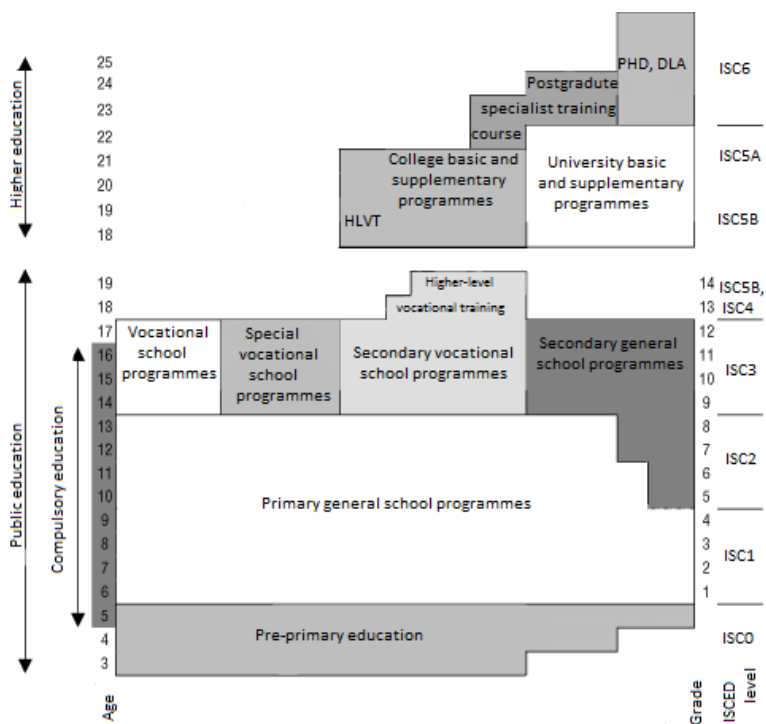 25
24
23
22
21
20
19
18
Higher education
PHD, DLA
Postgradute
specialist training
course
College basic and
supplementary
programmes
HLVT
University basic
and supplementary
programmes
ISC6
ISC5A
ISC5B
19
18
17
16
15
14
13
12
11
10
9
8
7
6
5
4
3
Public education
Compulsory education
Higher-level
vocational training
Vocational
school
programmes
Special
vocational
school
programmes
Secondary vocational
school programmes
Secondary general
school programmes
Primary general school programmes
Pre-primary education
14
13
12
11
10
9
8
7
6
5
4
3
2
1
ISC5B,
ISC4
ISC3
ISC2
ISC1
ISC0
Age
Grade
ISCED
level